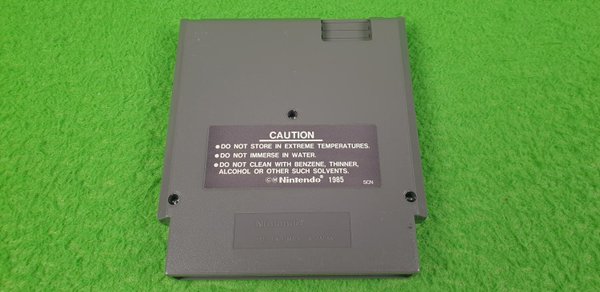 CAUTION
●DO NOT STORE IN EXTREME TEMPERATURES.
●DO NOT IMMERSE IN WATER.
●DO NOT CLEAN WITH BENZENE, THINNER,
ALCOHOL OR OTHER SUCH SOLVENTS.
Nintendo® 1985
SCN
Nintendo®